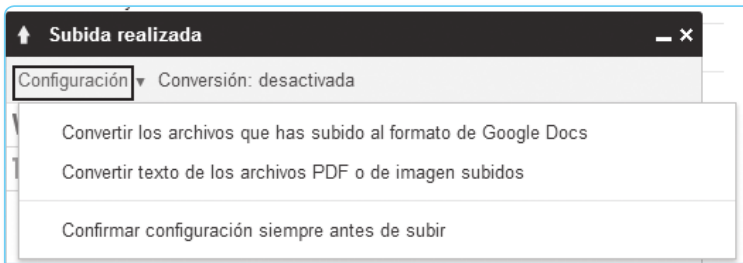 Subida realizada
Configuración Conversión: desactivada
Convertir los archivos que has subido al formato de Google Docs
Convertir texto de los archivos PDF o de imagen subidos
Confirmar configuración siempre antes de subir